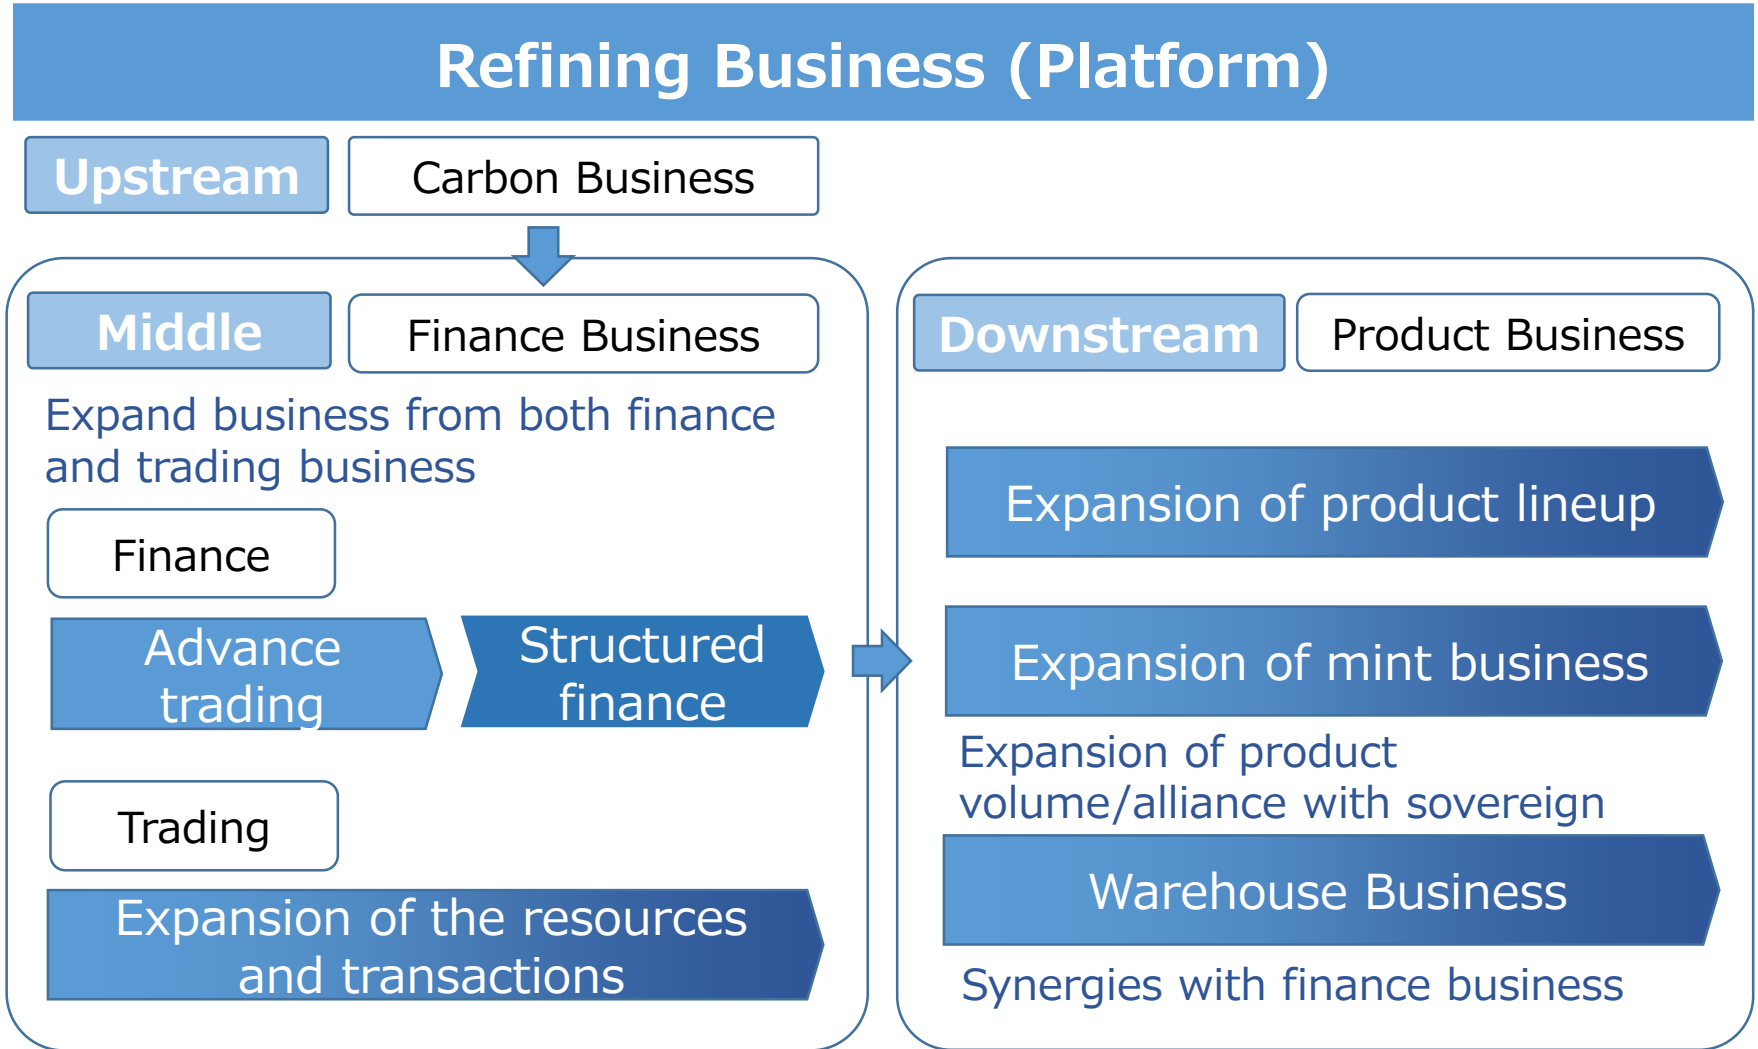 Refining Business (Platform)
Upstream
Carbon Business
Middle
Finance Business
Expand business from both finance
and trading business
Finance
Advance
trading
Structured
finance
Trading
Expansion of the resources
and transactions
Downstream
Product Business
Expansion of product lineup
Expansion of mint business
Expansion of product
volume/alliance with sovereign
Warehouse Business
Synergies with finance business